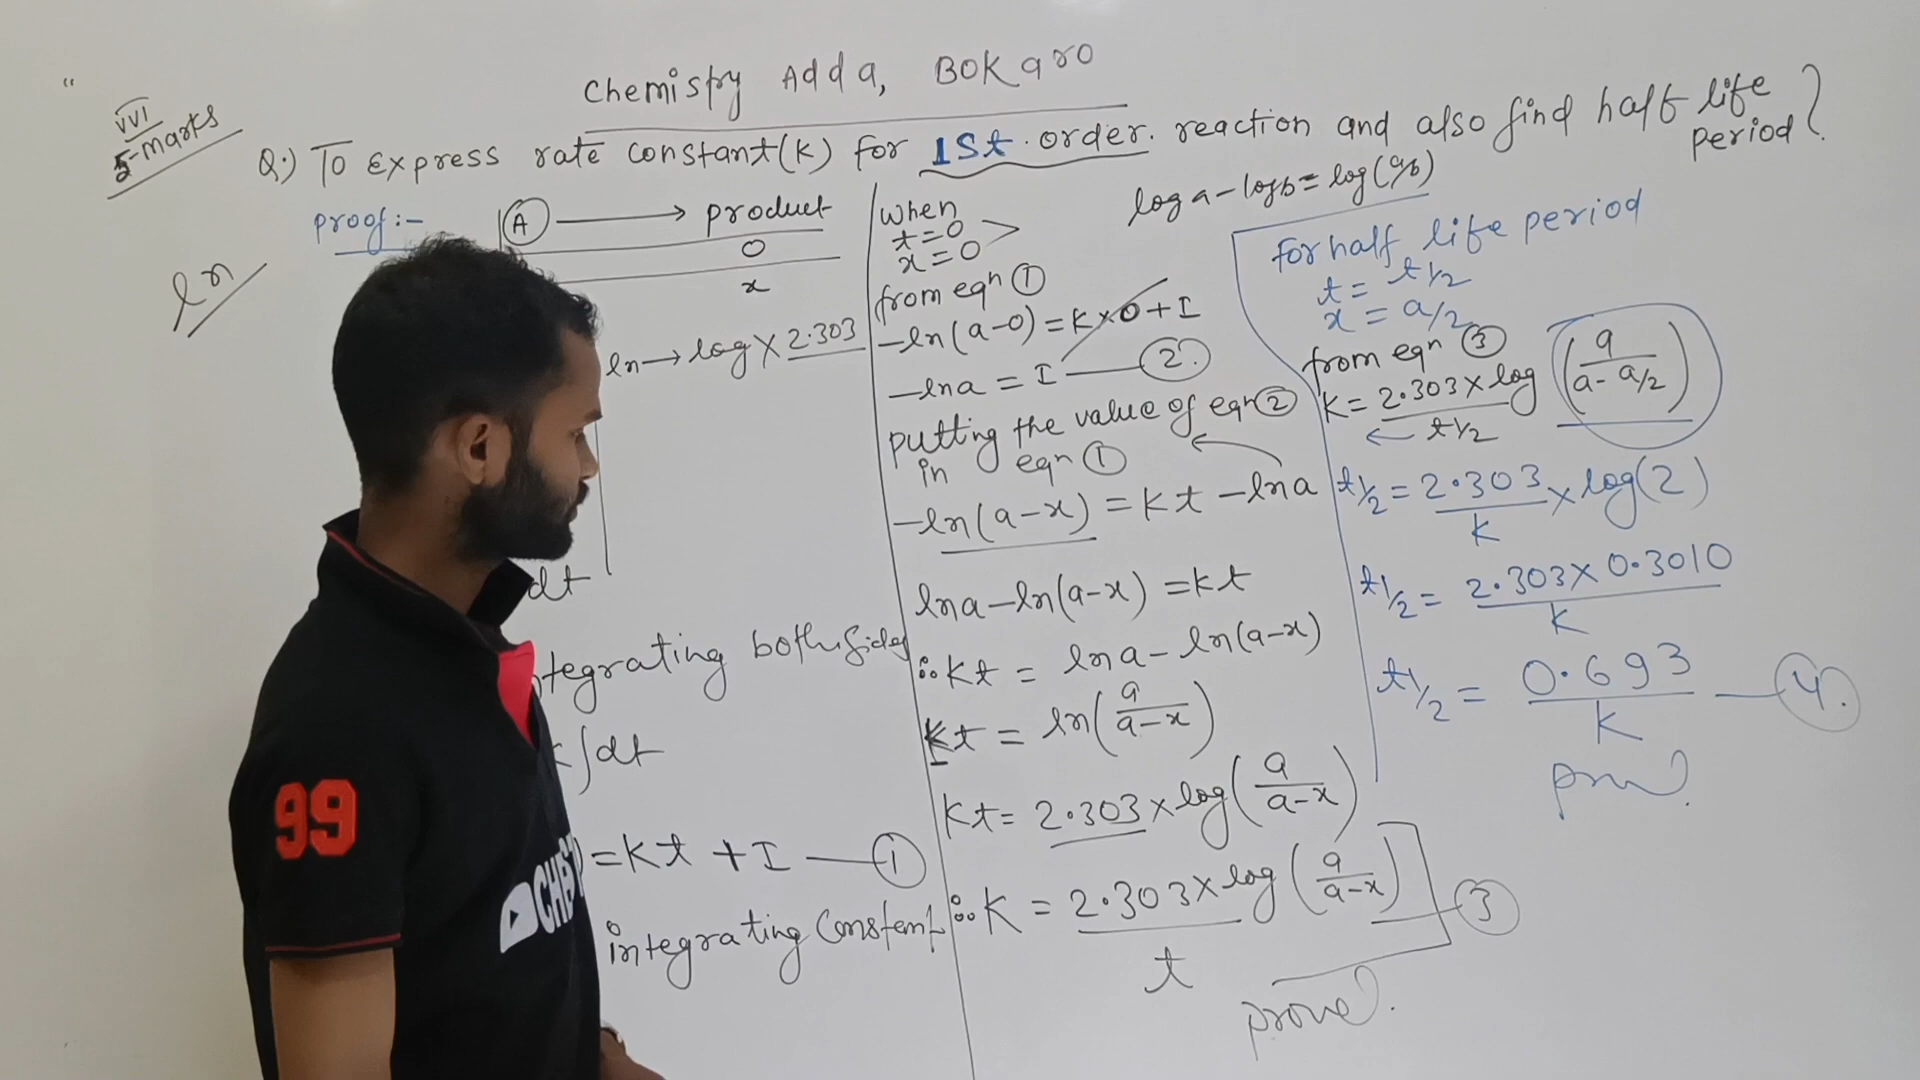 Chemistry Adda, BOKaro
VVI
5-marks
Q.) To Express rate constant(K) for 1st order reaction and also find half life period?
proof:-
ln
A → product
0
x
ln → log × 2.303
dt
tegrating both sides
∫dt
= Kt + I — ①
integrating Constent
99
When
t=0
x=0
from eqn ①
-ln(a-0) = K×0+I
-lna = I — ②.
putting the value of eqn ②
in eqn ①
-ln(a-x) = Kt - lna
lna-ln(a-x) = Kt
∴ Kt = lna - ln(a-x)
Kt = ln(a/a-x)
Kt = 2.303 × log(a/a-x)
∴ K = 2.303 × log(a/a-x) — ③
t
prove
log a - log b = log(a/b)
For half life period
t = t1/2
x = a/2
from eqn ③
K = 2.303 × log (a/a-a/2)
← t1/2
t1/2 = 2.303/K × log(2)
t1/2 = 2.303 × 0.3010/K
t1/2 = 0.693/K — ④.